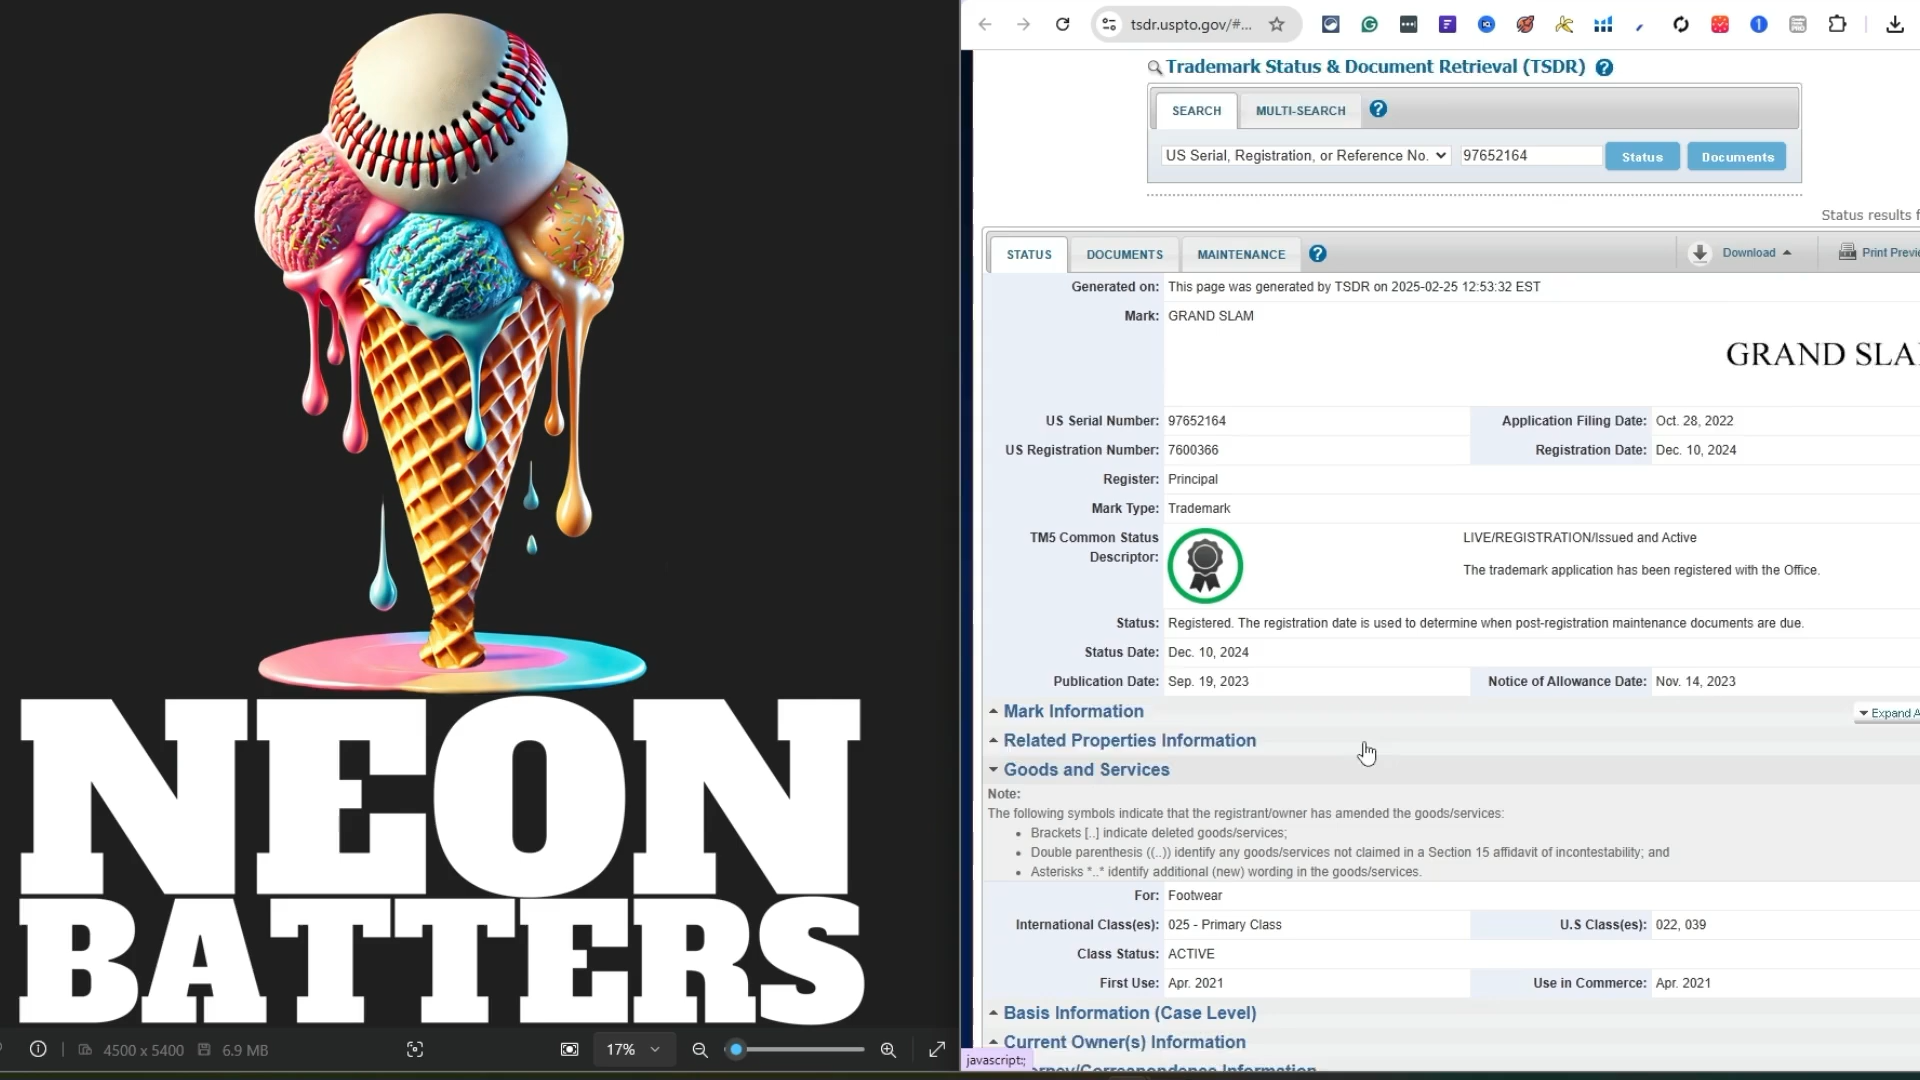 NEON
BATTERS
4500 x 5400
6.9 MB
17%
tsdr.uspto.gov/#...
Trademark Status & Document Retrieval (TSDR)
SEARCH
MULTI-SEARCH
US Serial, Registration, or Reference No.
97652164
Status
Documents
Status results f
STATUS
DOCUMENTS
MAINTENANCE
Download
Print Previe
Generated on: This page was generated by TSDR on 2025-02-25 12:53:32 EST
Mark: GRAND SLAM
GRAND SLA
US Serial Number: 97652164 Application Filing Date: Oct. 28, 2022
US Registration Number: 7600366 Registration Date: Dec. 10, 2024
Register: Principal
Mark Type: Trademark
TM5 Common Status
Descriptor:
LIVE/REGISTRATION/Issued and Active
The trademark application has been registered with the Office.
Status: Registered. The registration date is used to determine when post-registration maintenance documents are due.
Status Date: Dec. 10, 2024
Publication Date: Sep. 19, 2023 Notice of Allowance Date: Nov. 14, 2023
Mark Information
Expand A
Related Properties Information
Goods and Services
Note:
The following symbols indicate that the registrant/owner has amended the goods/services:
• Brackets [..] indicate deleted goods/services;
• Double parenthesis ((..)) identify any goods/services not claimed in a Section 15 affidavit of incontestability; and
• Asterisks *..* identify additional (new) wording in the goods/services.
For: Footwear
International Class(es): 025 - Primary Class U.S Class(es): 022, 039
Class Status: ACTIVE
First Use: Apr. 2021 Use in Commerce: Apr. 2021
Basis Information (Case Level)
Current Owner(s) Information
javascript:;